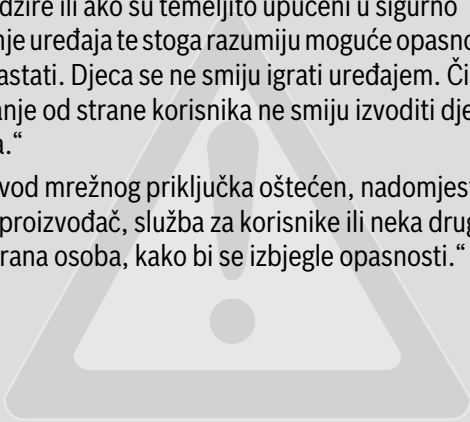 dzire ili ako su temeljito upućeni u sigurno
nje uređaja te stoga razumiju moguće opasno
astati. Djeca se ne smiju igrati uređajem. Či
anje od strane korisnika ne smiju izvoditi dje
a.“
vod mrežnog priključka oštećen, nadomjest
proizvođač, služba za korisnike ili neka drug
rana osoba, kako bi se izbjegle opasnosti.“